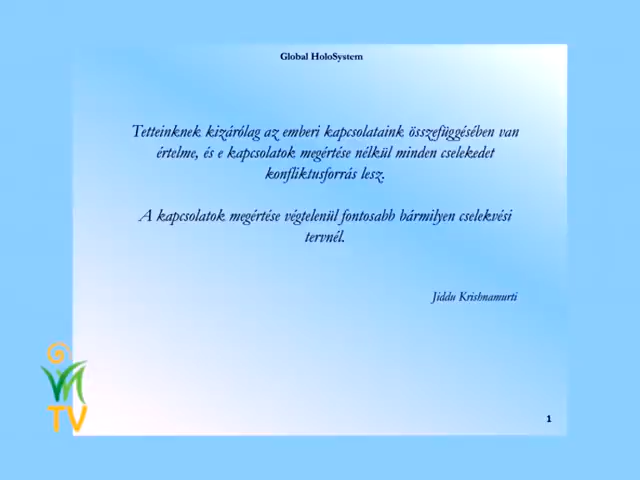 Global HoloSystem
Tetteinknek kizárólag az emberi kapcsolataink összefüggésében van
értelme, és e kapcsolatok megértése nélkül minden cselekedet
konfliktusforrás lesz.
A kapcsolatok megértése végtelenül fontosabb bármilyen cselekvési
tervnél.
Jiddu Krishnamurti
TV
1